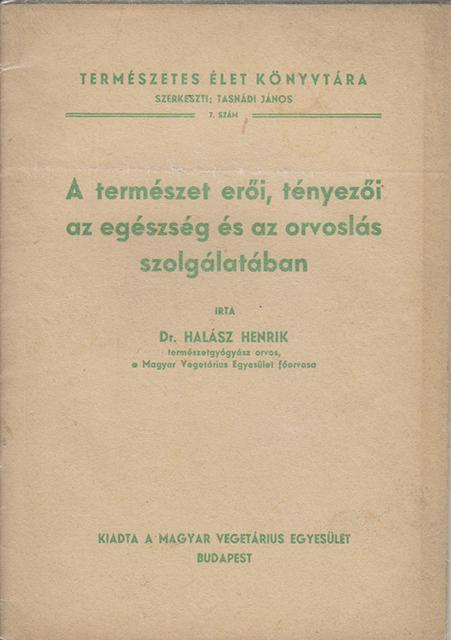 TERMÉSZETES ÉLET KÖNYVTÁRA
SZERKESZTI: TASNÁDI JÁNOS
7. SZÁM
A természet erői, tényezői
az egészség és az orvoslás
szolgálatában
IRTA
Dr. HALÁSZ HENRIK
természetgyógyász orvos,
a Magyar Vegetárius Egyesület főorvosa
KIADTA A MAGYAR VEGETÁRIUS EGYESÜLET
BUDAPEST